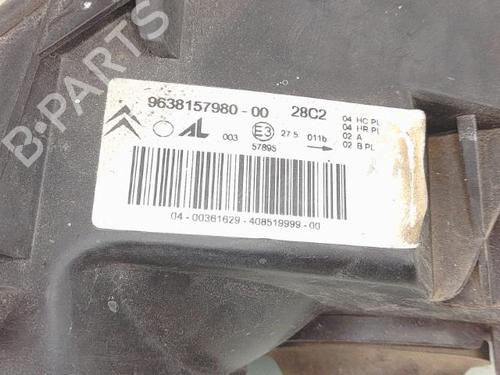 9638157980-00 28C2
AL 003 E3 27 5 011b
57895
04 HC PL
04 HR PL
02 A
02 B PL
04 - 00361629 - 408519999 - 00
B-PARTS